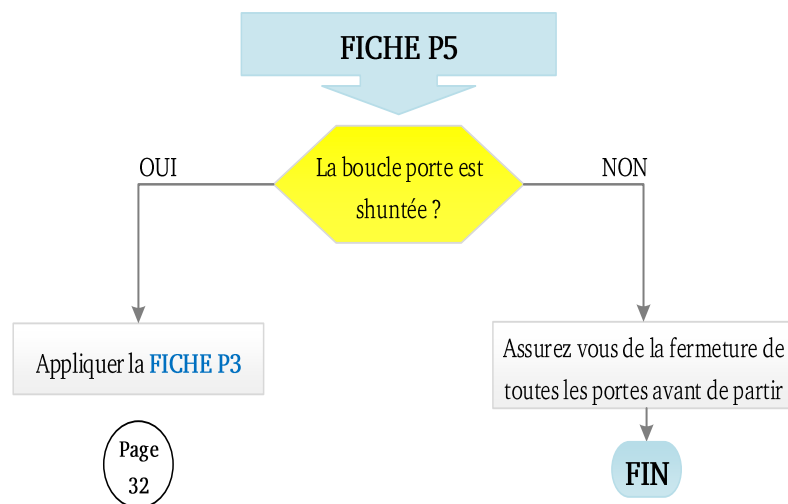 FICHE P5
La boucle porte est
shuntée ?
OUI
NON
Appliquer la FICHE P3
Assurez vous de la fermeture de
toutes les portes avant de partir
Page
32
FIN